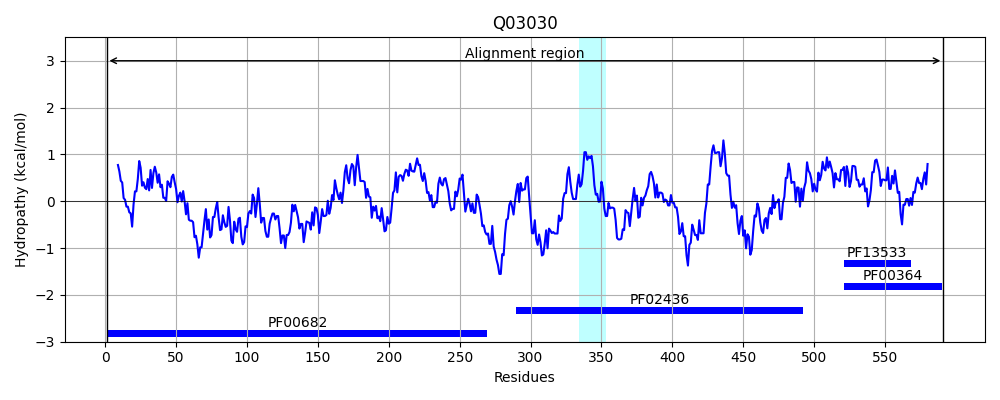 Q03030
Alignment region
3
2
1
0
−1
−2
−3
Hydropathy (kcal/mol)
PF13533
PF00364
PF02436
PF00682
0 50 100 150 200 250 300 350 400 450 500 550
Residues